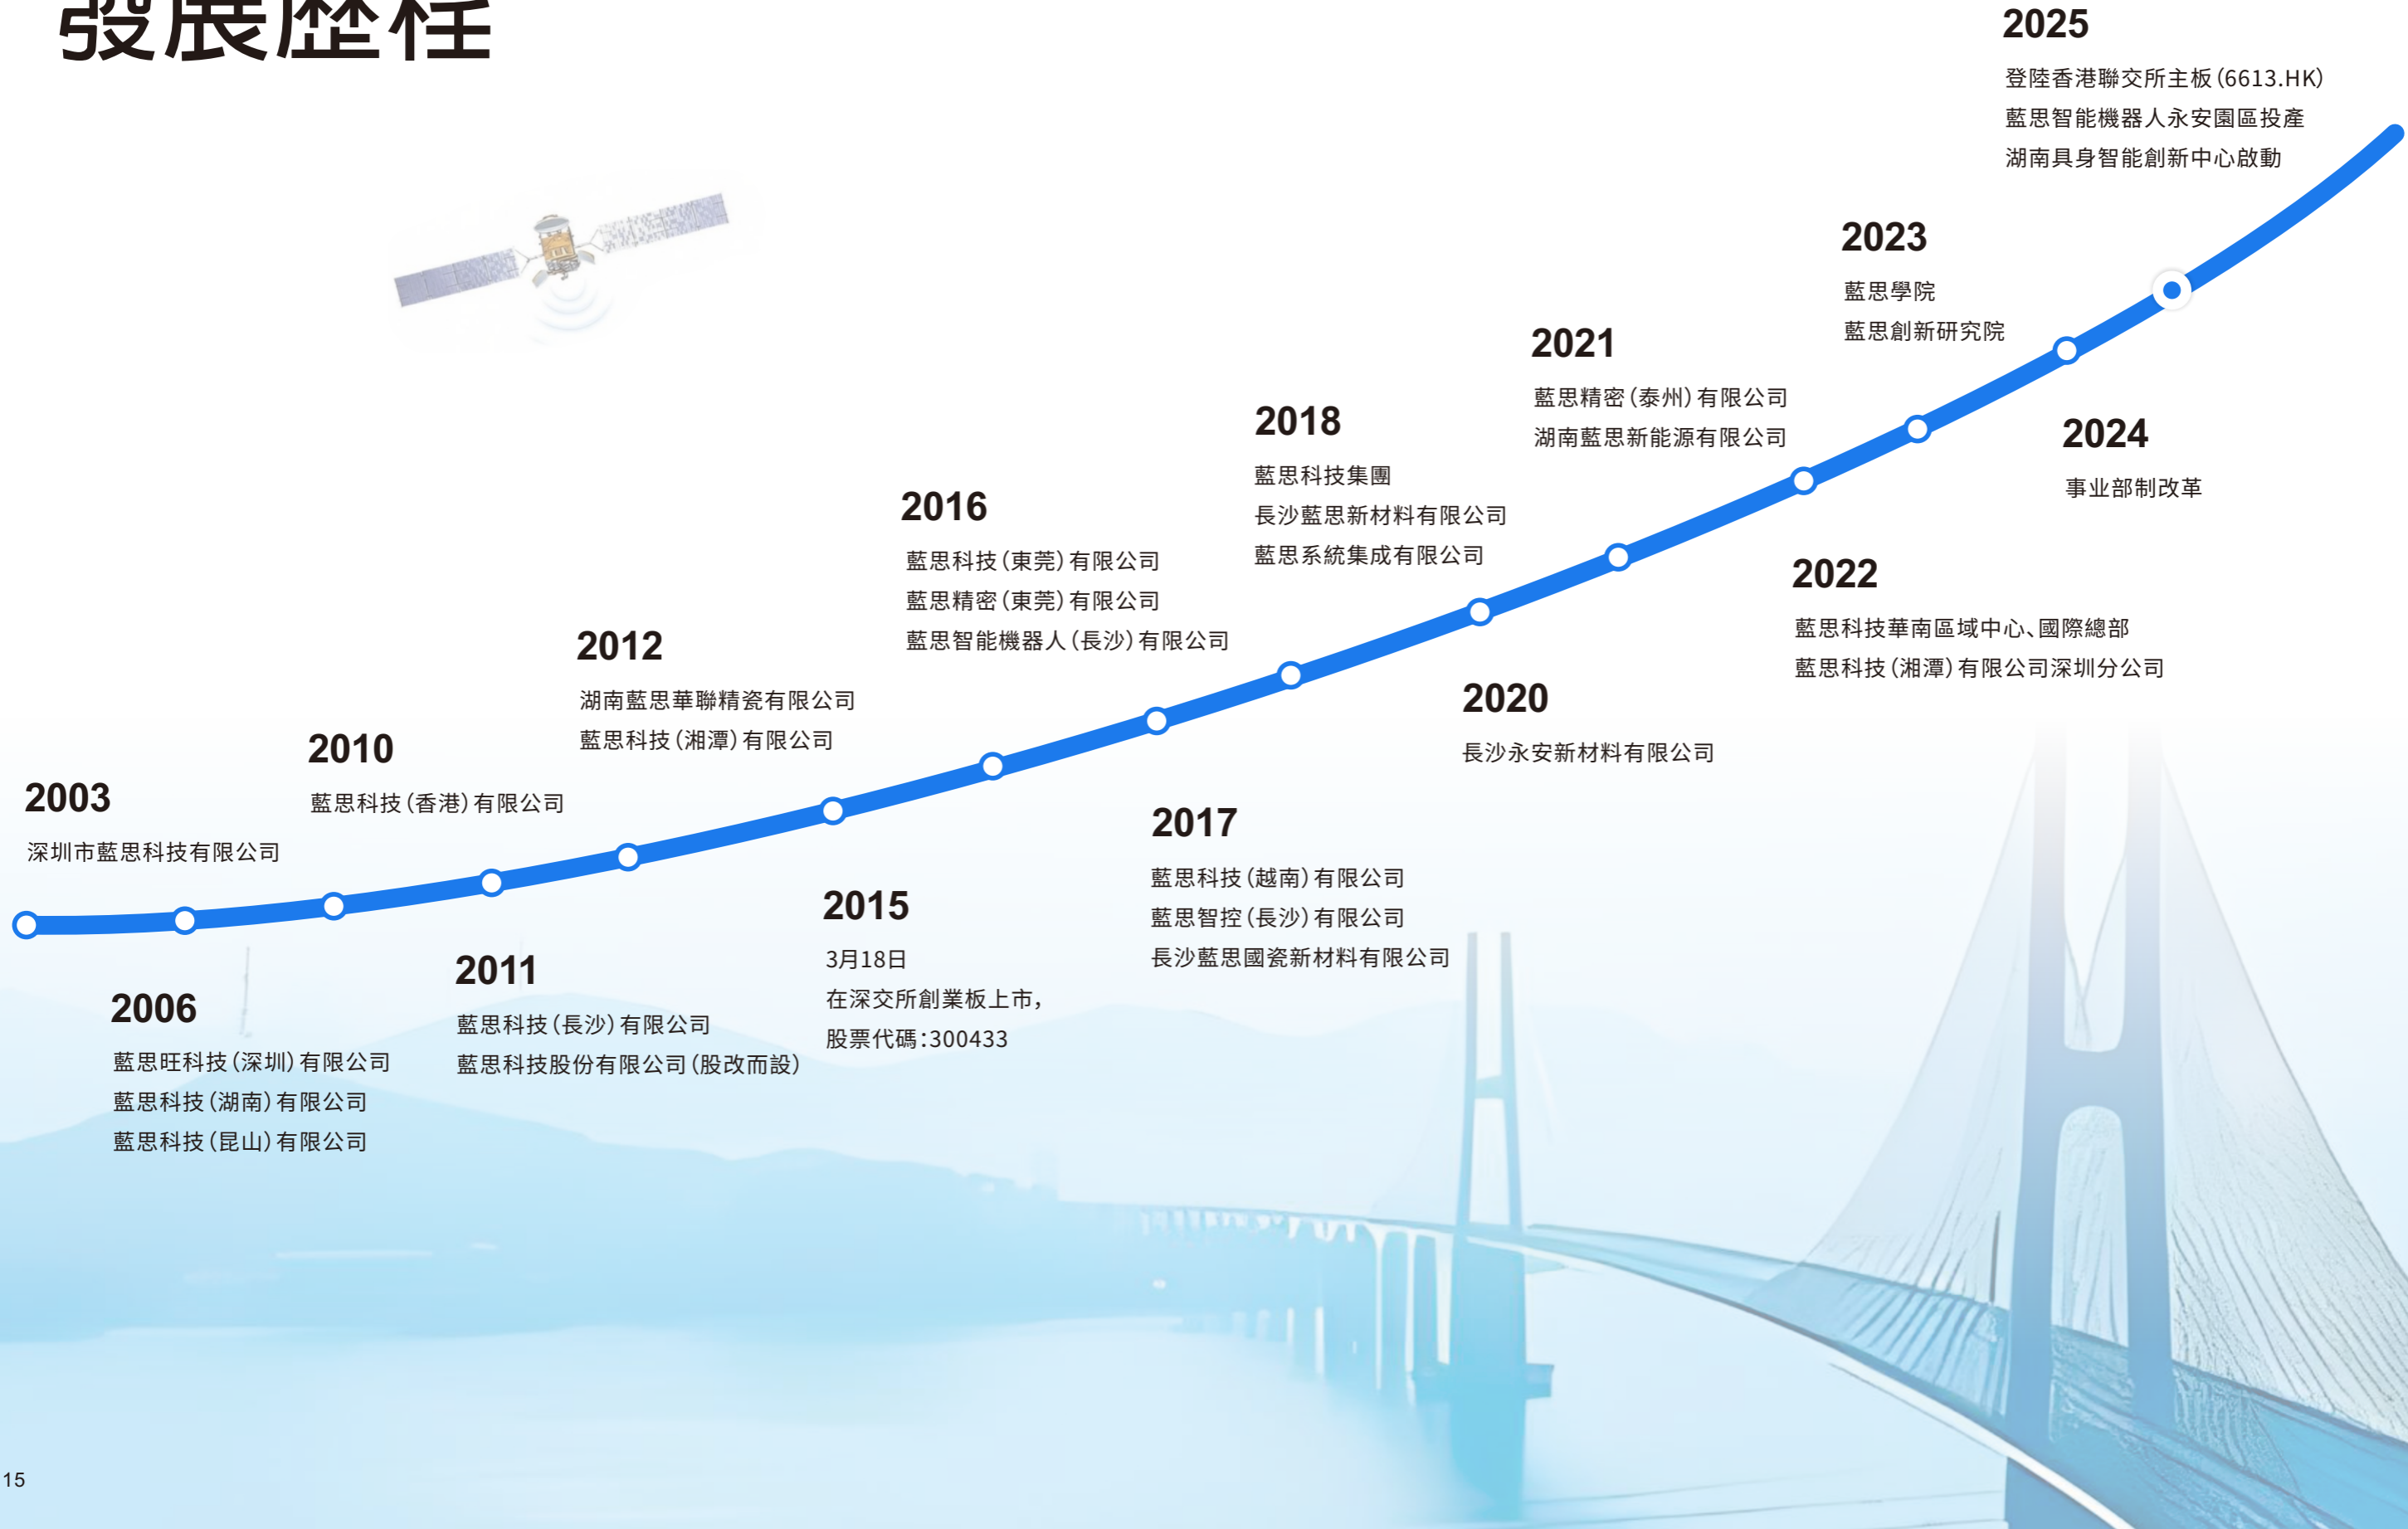 發展歷程
2003
深圳市藍思科技有限公司
2006
藍思旺科技(深圳)有限公司
藍思科技(湖南)有限公司
藍思科技(昆山)有限公司
2010
藍思科技(香港)有限公司
2011
藍思科技(長沙)有限公司
藍思科技股份有限公司(股改而設)
2012
湖南藍思華聯精瓷有限公司
藍思科技(湘潭)有限公司
2015
3月18日
在深交所創業板上市，
股票代碼：300433
2016
藍思科技(東莞)有限公司
藍思精密(東莞)有限公司
藍思智能機器人(長沙)有限公司
2017
藍思科技(越南)有限公司
藍思智控(長沙)有限公司
長沙藍思國瓷新材料有限公司
2018
藍思科技集團
長沙藍思新材料有限公司
藍思系統集成有限公司
2020
長沙永安新材料有限公司
2021
藍思精密(泰州)有限公司
湖南藍思新能源有限公司
2022
藍思科技華南區域中心、國際總部
藍思科技(湘潭)有限公司深圳分公司
2023
藍思學院
藍思創新研究院
2024
事业部制改革
2025
登陸香港聯交所主板(6613.HK)
藍思智能機器人永安園區投產
湖南具身智能創新中心啟動
15